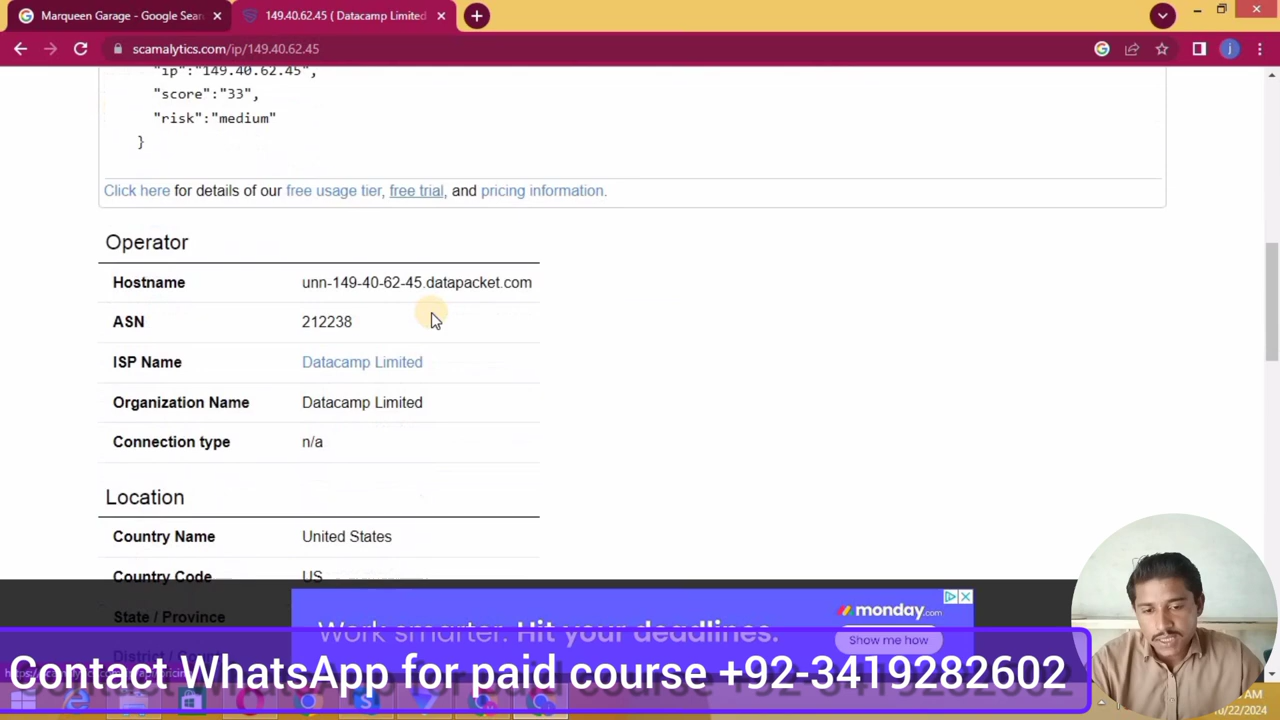 Marqueen Garage - Google Sear
149.40.62.45 ( Datacamp Limited
scamalytics.com/ip/149.40.62.45
"ip":"149.40.62.45",
"score":"33",
"risk":"medium"
}
Click here for details of our free usage tier, free trial, and pricing information.
Operator
Hostname unn-149-40-62-45.datapacket.com
ASN 212238
ISP Name Datacamp Limited
Organization Name Datacamp Limited
Connection type n/a
Location
Country Name United States
Country Code US
State / Province
monday.com
Work smarter. Hit your deadlines.
Show me how
Contact WhatsApp for paid course +92-3419282602
10/22/2024